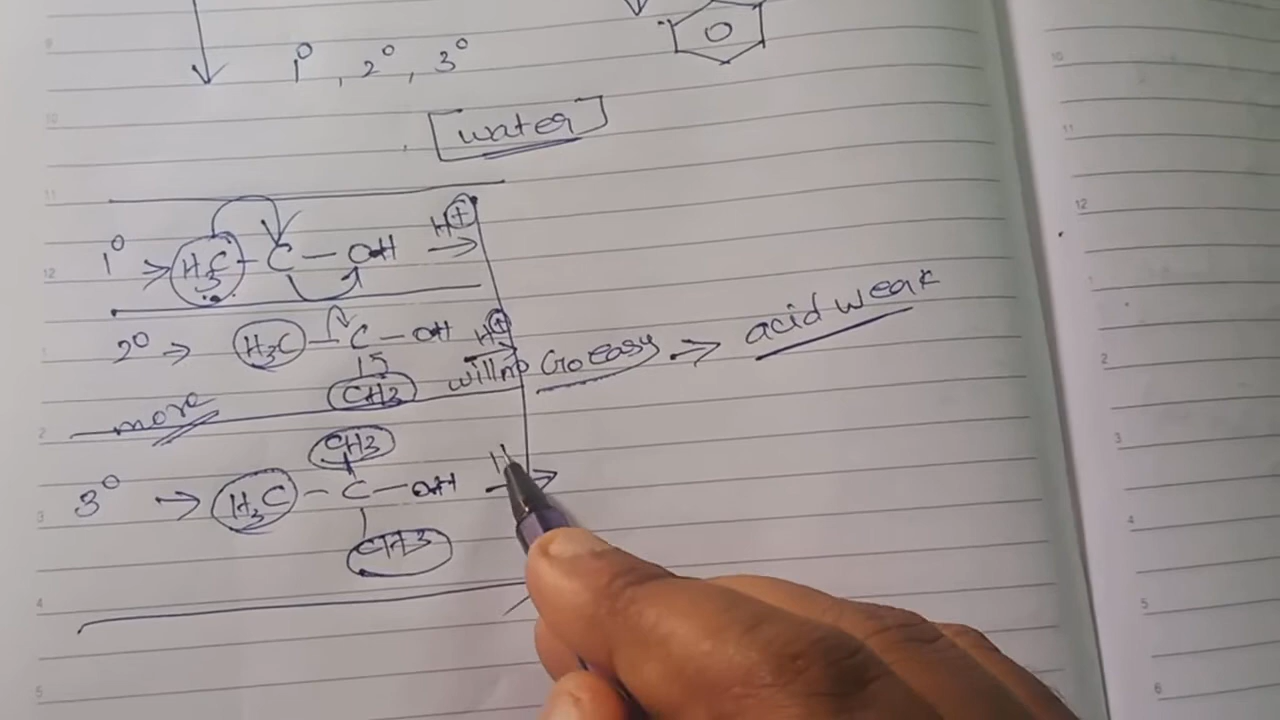 1°, 2°, 3°
water
1° → H3C - C - OH H⊕ →
2° → H3C - C - OH H⊕ →
CH3
will no Go easy → acid weak
more
CH3
3° → H3C - C - OH H →
CH3